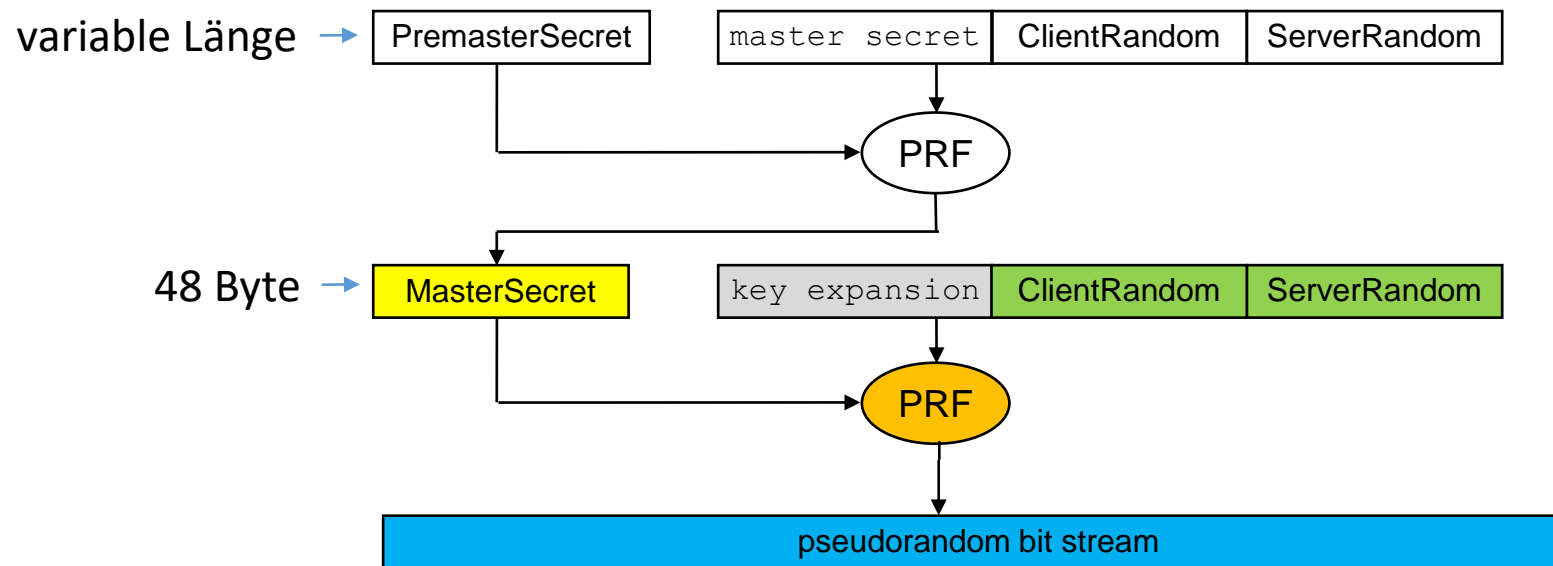 variable Länge PremasterSecret master secret ClientRandom ServerRandom
PRF
48 Byte MasterSecret key expansion ClientRandom ServerRandom
PRF
pseudorandom bit stream